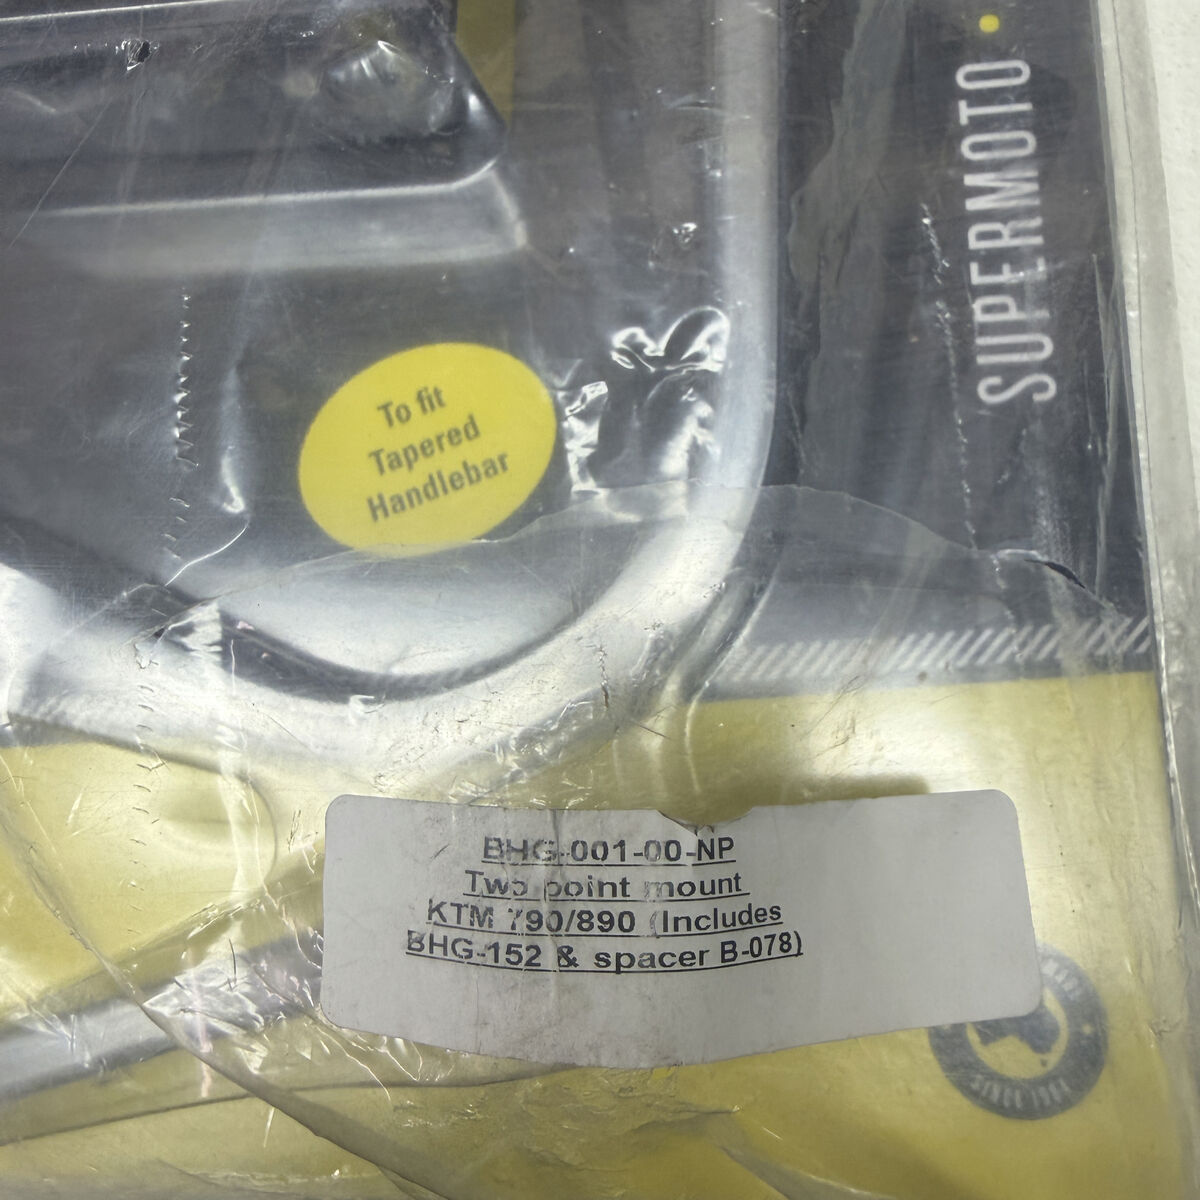 SUPERMOTO
To fit
Tapered
Handlebar
BHG-001-00-NP
Two point mount
KTM 790/890 (Includes
BHG-152 & spacer B-078)
SINCE